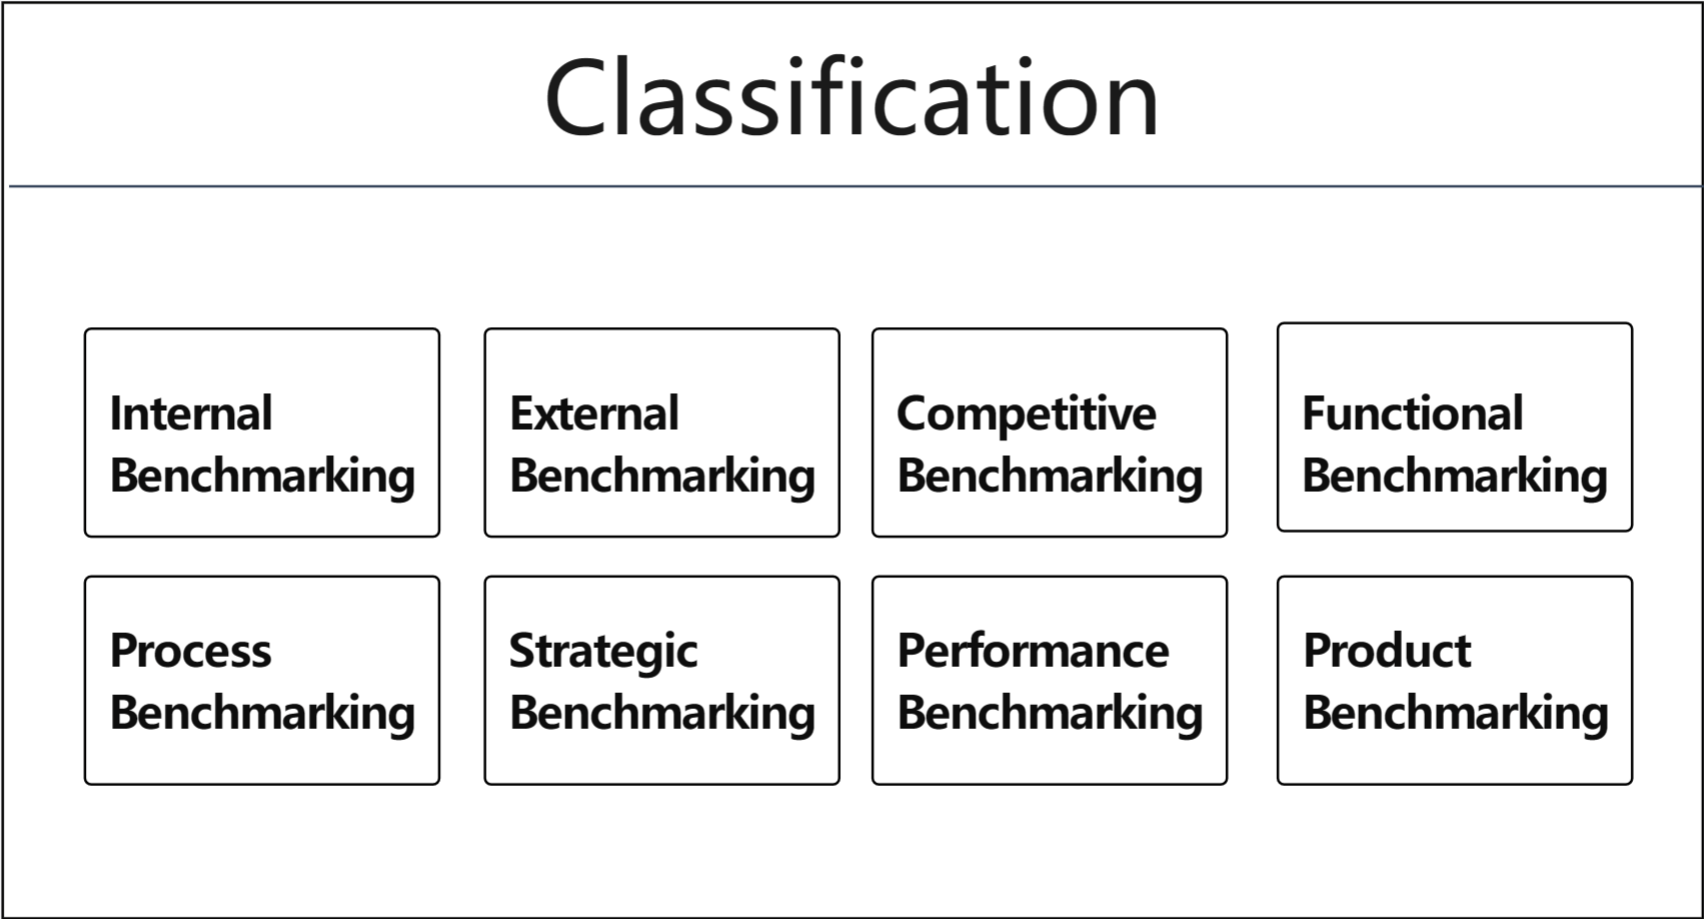 Classification
Internal
Benchmarking
External
Benchmarking
Competitive
Benchmarking
Functional
Benchmarking
Process
Benchmarking
Strategic
Benchmarking
Performance
Benchmarking
Product
Benchmarking